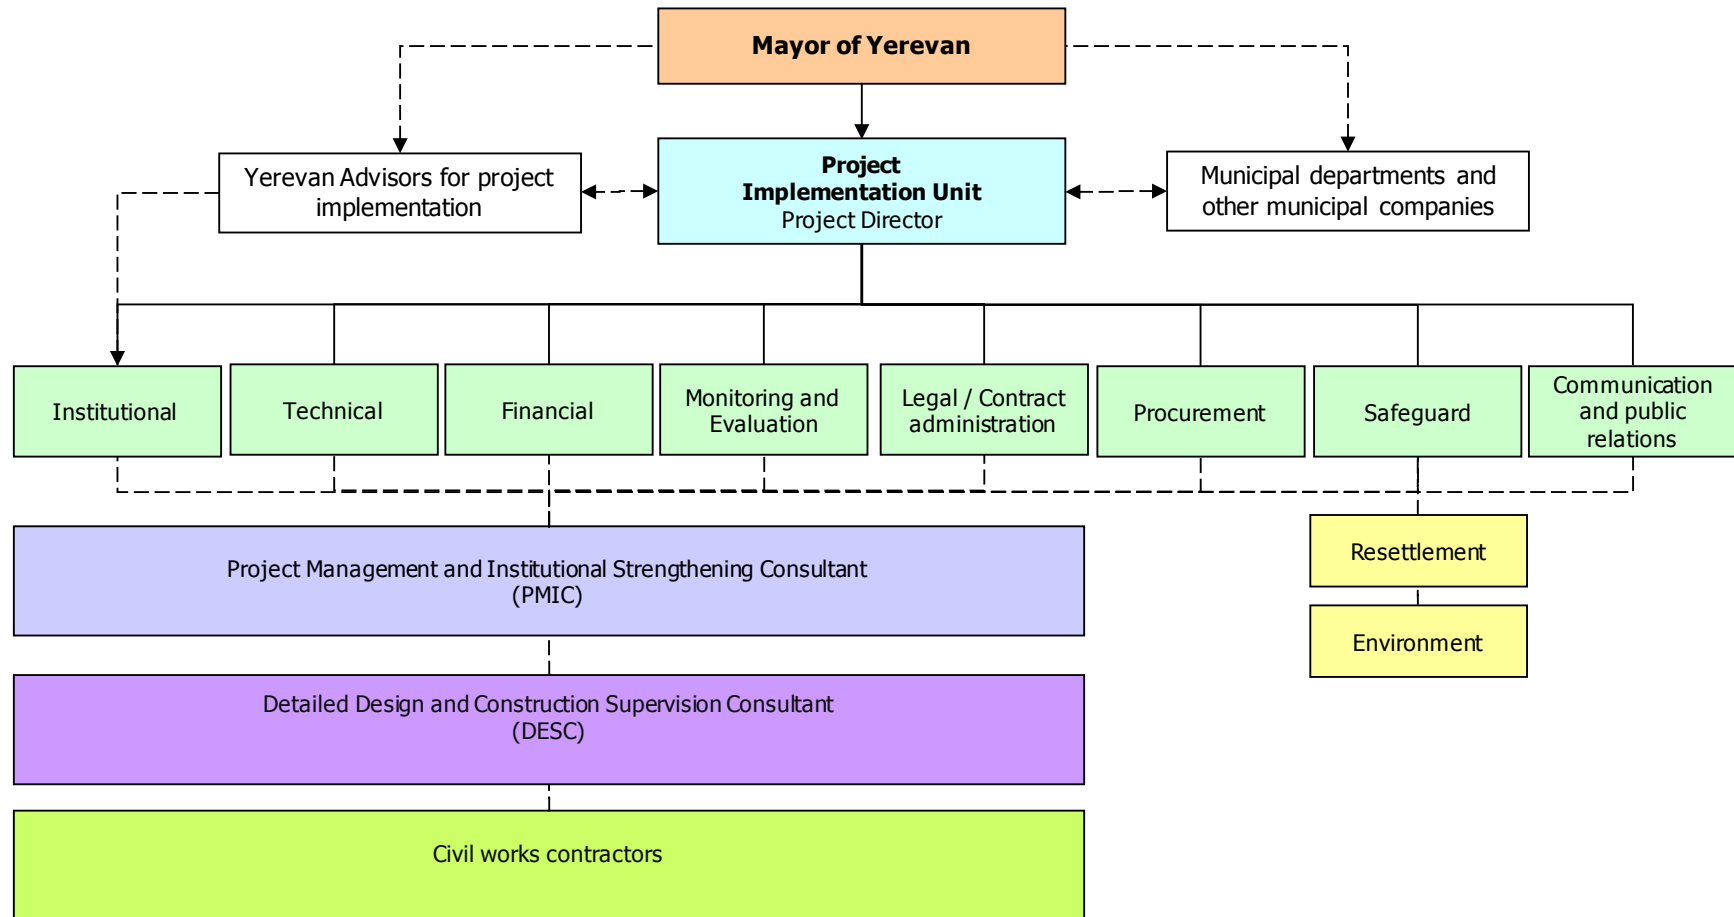 Mayor of Yerevan
Yerevan Advisors for project
implementation
Project
Implementation Unit
Project Director
Municipal departments and
other municipal companies
Institutional
Technical
Financial
Monitoring and
Evaluation
Legal / Contract
administration
Procurement
Safeguard
Communication
and public
relations
Project Management and Institutional Strengthening Consultant
(PMIC)
Resettlement
Environment
Detailed Design and Construction Supervision Consultant
(DESC)
Civil works contractors